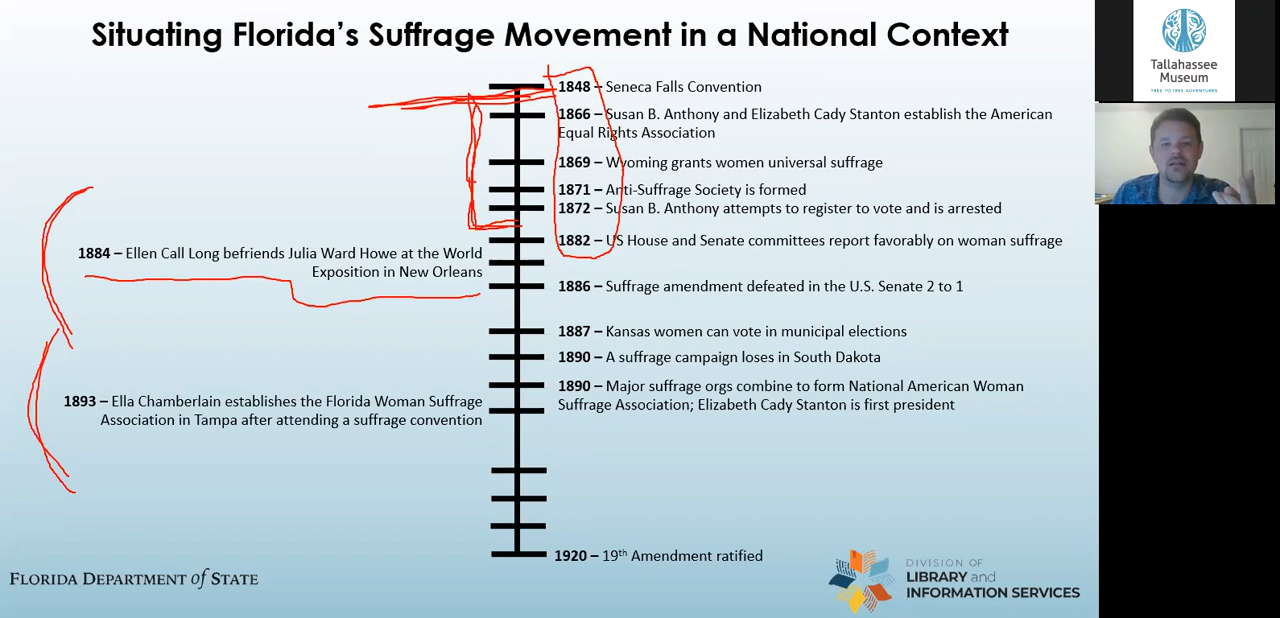 Situating Florida's Suffrage Movement in a National Context
1848 – Seneca Falls Convention
1866 – Susan B. Anthony and Elizabeth Cady Stanton establish the American
Equal Rights Association
1869 – Wyoming grants women universal suffrage
1871 – Anti-Suffrage Society is formed
1872 – Susan B. Anthony attempts to register to vote and is arrested
1882 – US House and Senate committees report favorably on woman suffrage
1884 – Ellen Call Long befriends Julia Ward Howe at the World
Exposition in New Orleans
1886 – Suffrage amendment defeated in the U.S. Senate 2 to 1
1887 – Kansas women can vote in municipal elections
1890 – A suffrage campaign loses in South Dakota
1890 – Major suffrage orgs combine to form National American Woman
Suffrage Association; Elizabeth Cady Stanton is first president
1893 – Ella Chamberlain establishes the Florida Woman Suffrage
Association in Tampa after attending a suffrage convention
1920 – 19th Amendment ratified
FLORIDA DEPARTMENT of STATE
DIVISION OF
LIBRARY and
INFORMATION SERVICES
Tallahassee
Museum
TREE TO TREE ADVENTURES